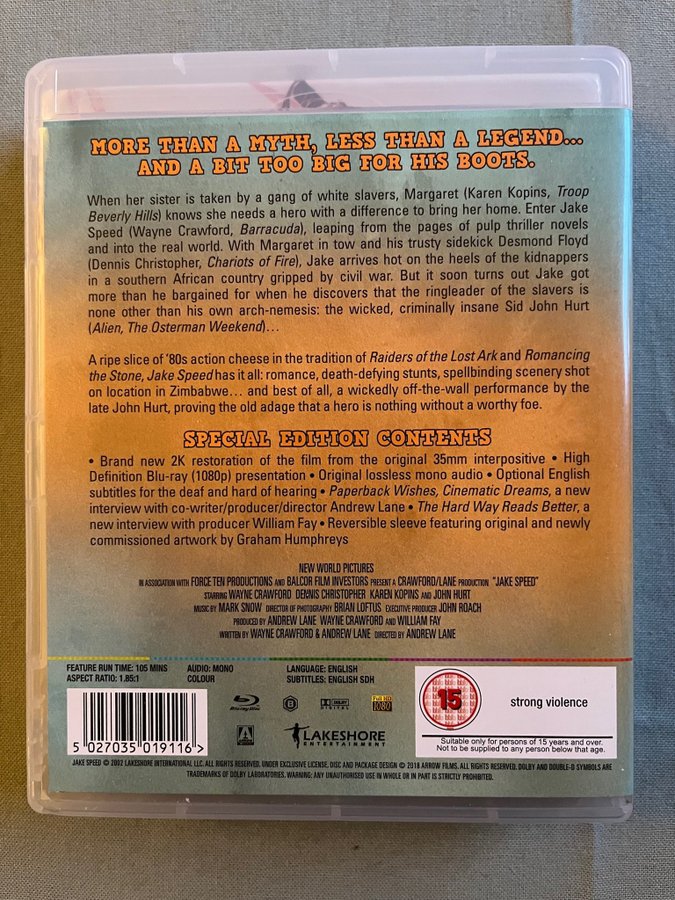 MORE THAN A MYTH, LESS THAN A LEGEND...
AND A BIT TOO BIG FOR HIS BOOTS.
When her sister is taken by a gang of white slavers, Margaret (Karen Kopins, Troop
Beverly Hills) knows she needs a hero with a difference to bring her home. Enter Jake
Speed (Wayne Crawford, Barracuda), leaping from the pages of pulp thriller novels
and into the real world. With Margaret in tow and his trusty sidekick Desmond Floyd
(Dennis Christopher, Chariots of Fire), Jake arrives hot on the heels of the kidnappers
in a southern African country gripped by civil war. But it soon turns out Jake got
more than he bargained for when he discovers that the ringleader of the slavers is
none other than his own arch-nemesis: the wicked, criminally insane Sid John Hurt
(Alien, The Osterman Weekend)...
A ripe slice of '80s action cheese in the tradition of Raiders of the Lost Ark and Romancing
the Stone, Jake Speed has it all: romance, death-defying stunts, spellbinding scenery shot
on location in Zimbabwe... and best of all, a wickedly off-the-wall performance by the
late John Hurt, proving the old adage that a hero is nothing without a worthy foe.
SPECIAL EDITION CONTENTS
• Brand new 2K restoration of the film from the original 35mm interpositive • High
Definition Blu-ray (1080p) presentation • Original lossless mono audio • Optional English
subtitles for the deaf and hard of hearing • Paperback Wishes, Cinematic Dreams, a new
interview with co-writer/producer/director Andrew Lane • The Hard Way Reads Better, a
new interview with producer William Fay • Reversible sleeve featuring original and newly
commissioned artwork by Graham Humphreys
NEW WORLD PICTURES
IN ASSOCIATION WITH FORCE TEN PRODUCTIONS AND BALCOR FILM INVESTORS PRESENT A CRAWFORD/LANE PRODUCTION "JAKE SPEED"
STARRING WAYNE CRAWFORD DENNIS CHRISTOPHER KAREN KOPINS AND JOHN HURT
MUSIC BY MARK SNOW DIRECTOR OF PHOTOGRAPHY BRIAN LOFTUS EXECUTIVE PRODUCER JOHN ROACH
PRODUCED BY ANDREW LANE WAYNE CRAWFORD AND WILLIAM FAY
WRITTEN BY WAYNE CRAWFORD & ANDREW LANE DIRECTED BY ANDREW LANE
FEATURE RUN TIME: 105 MINS AUDIO: MONO LANGUAGE: ENGLISH
ASPECT RATIO: 1.85:1 COLOUR SUBTITLES: ENGLISH SDH
Blu-ray Disc B DOLBY DIGITAL Full HD 1080
15
strong violence
Suitable only for persons of 15 years and over.
Not to be supplied to any person below that age.
5 027035 019116 >
ARROW
LAKESHORE
ENTERTAINMENT
JAKE SPEED © 2002 LAKESHORE INTERNATIONAL LLC. ALL RIGHTS RESERVED. UNDER EXCLUSIVE LICENSE. DISC AND PACKAGE DESIGN © 2018 ARROW FILMS. ALL RIGHTS RESERVED. DOLBY AND DOUBLE-D SYMBOLS ARE
TRADEMARKS OF DOLBY LABORATORIES. WARNING: ANY UNAUTHORISED USE IN WHOLE OR IN PART IS STRICTLY PROHIBITED.